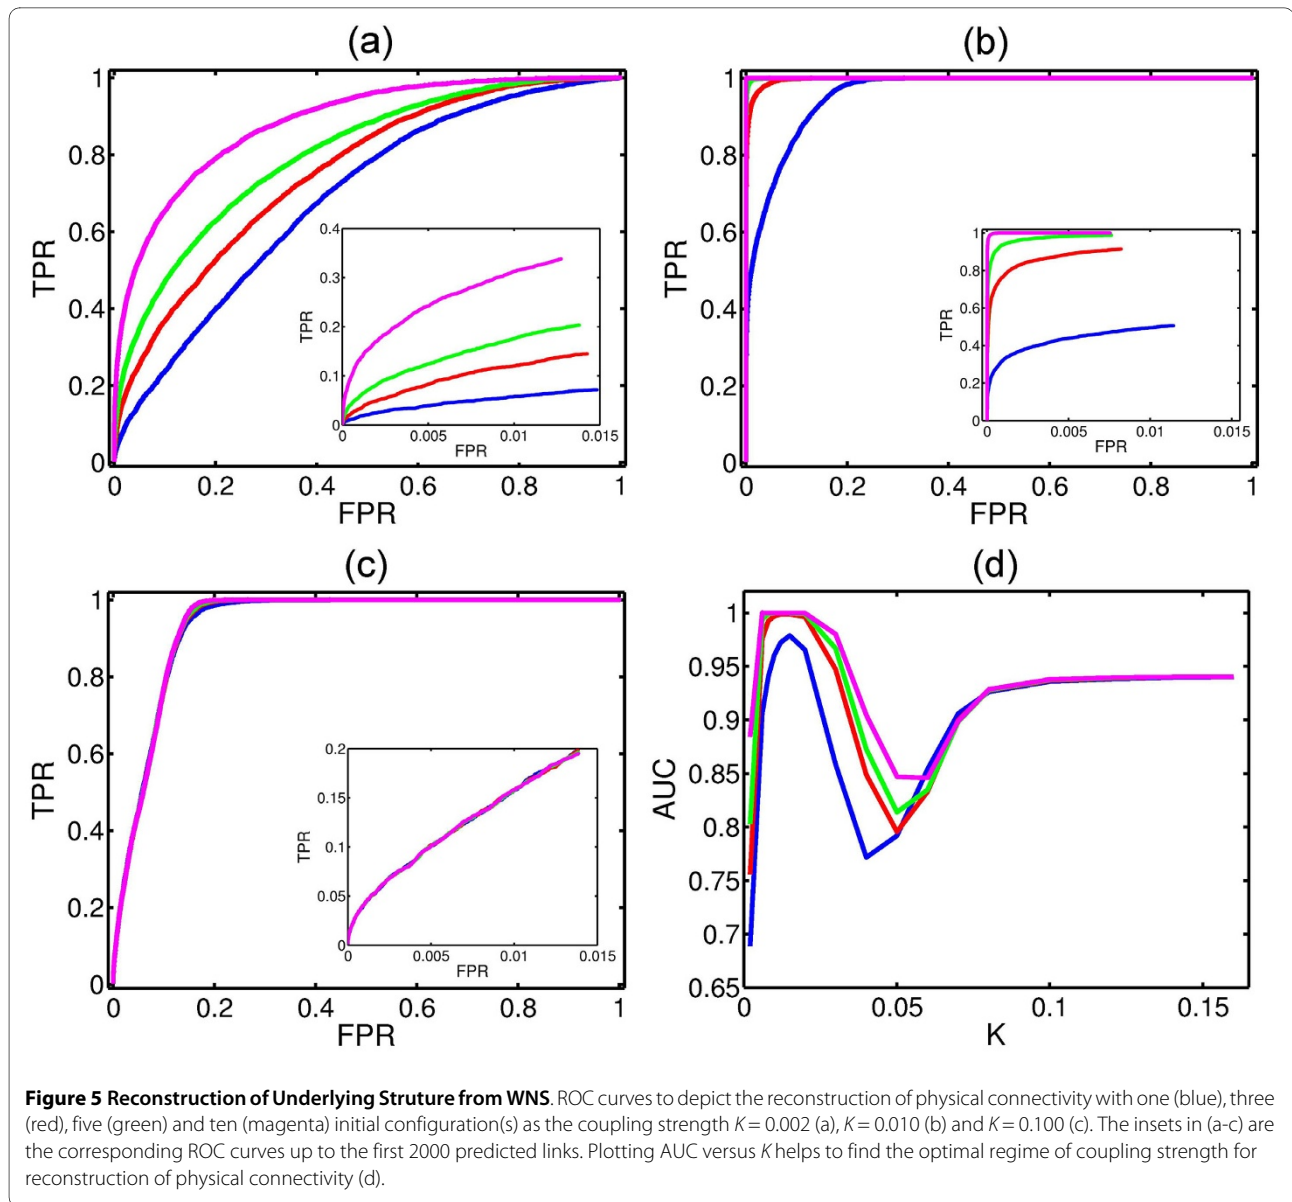 (a)
1
0.8
0.6
0.4
0.2
0
TPR
0 0.2 0.4 0.6 0.8 1
FPR
0.4
0.3
0.2
0.1
0
TPR
0 0.005 0.01 0.015
FPR
(b)
1
0.8
0.6
0.4
0.2
0
TPR
0 0.2 0.4 0.6 0.8 1
FPR
1
0.8
0.6
0.4
0.2
0
TPR
0 0.005 0.01 0.015
FPR
(c)
1
0.8
0.6
0.4
0.2
0
TPR
0 0.2 0.4 0.6 0.8 1
FPR
0.2
0.15
0.1
0.05
0
TPR
0 0.005 0.01 0.015
FPR
(d)
1
0.95
0.9
0.85
0.8
0.75
0.7
0.65
AUC
0 0.05 0.1 0.15
K
Figure 5 Reconstruction of Underlying Struture from WNS. ROC curves to depict the reconstruction of physical connectivity with one (blue), three
(red), five (green) and ten (magenta) initial configuration(s) as the coupling strength K = 0.002 (a), K = 0.010 (b) and K = 0.100 (c). The insets in (a-c) are
the corresponding ROC curves up to the first 2000 predicted links. Plotting AUC versus K helps to find the optimal regime of coupling strength for
reconstruction of physical connectivity (d).